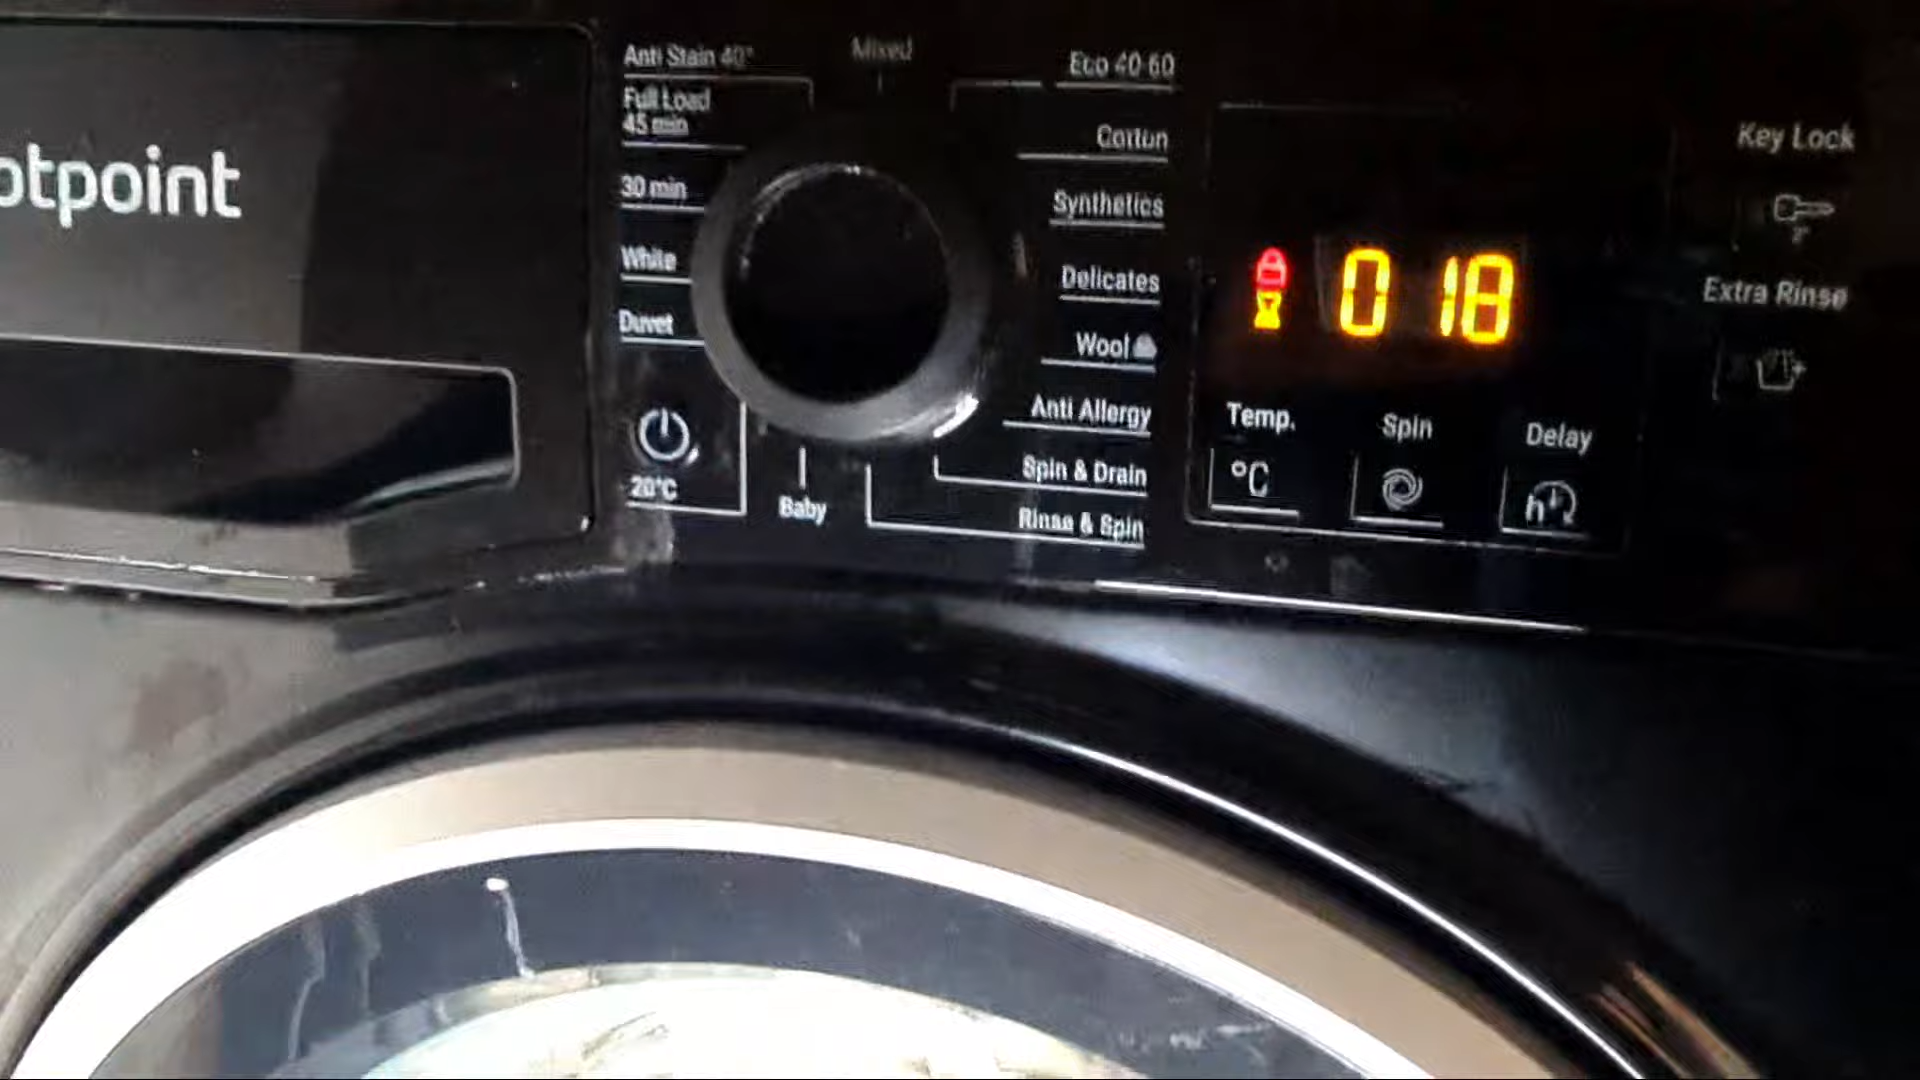 otpoint
Anti Stain 40°
Full Load
45 min
30 min
White
Duvet
20°C
Mixed
Baby
Eco 40 60
Cotton
Synthetics
Delicates
Wool
Anti Allergy
Spin & Drain
Rinse & Spin
0 18
Temp.
°C
Spin
Delay
h
Key Lock
3"
Extra Rinse